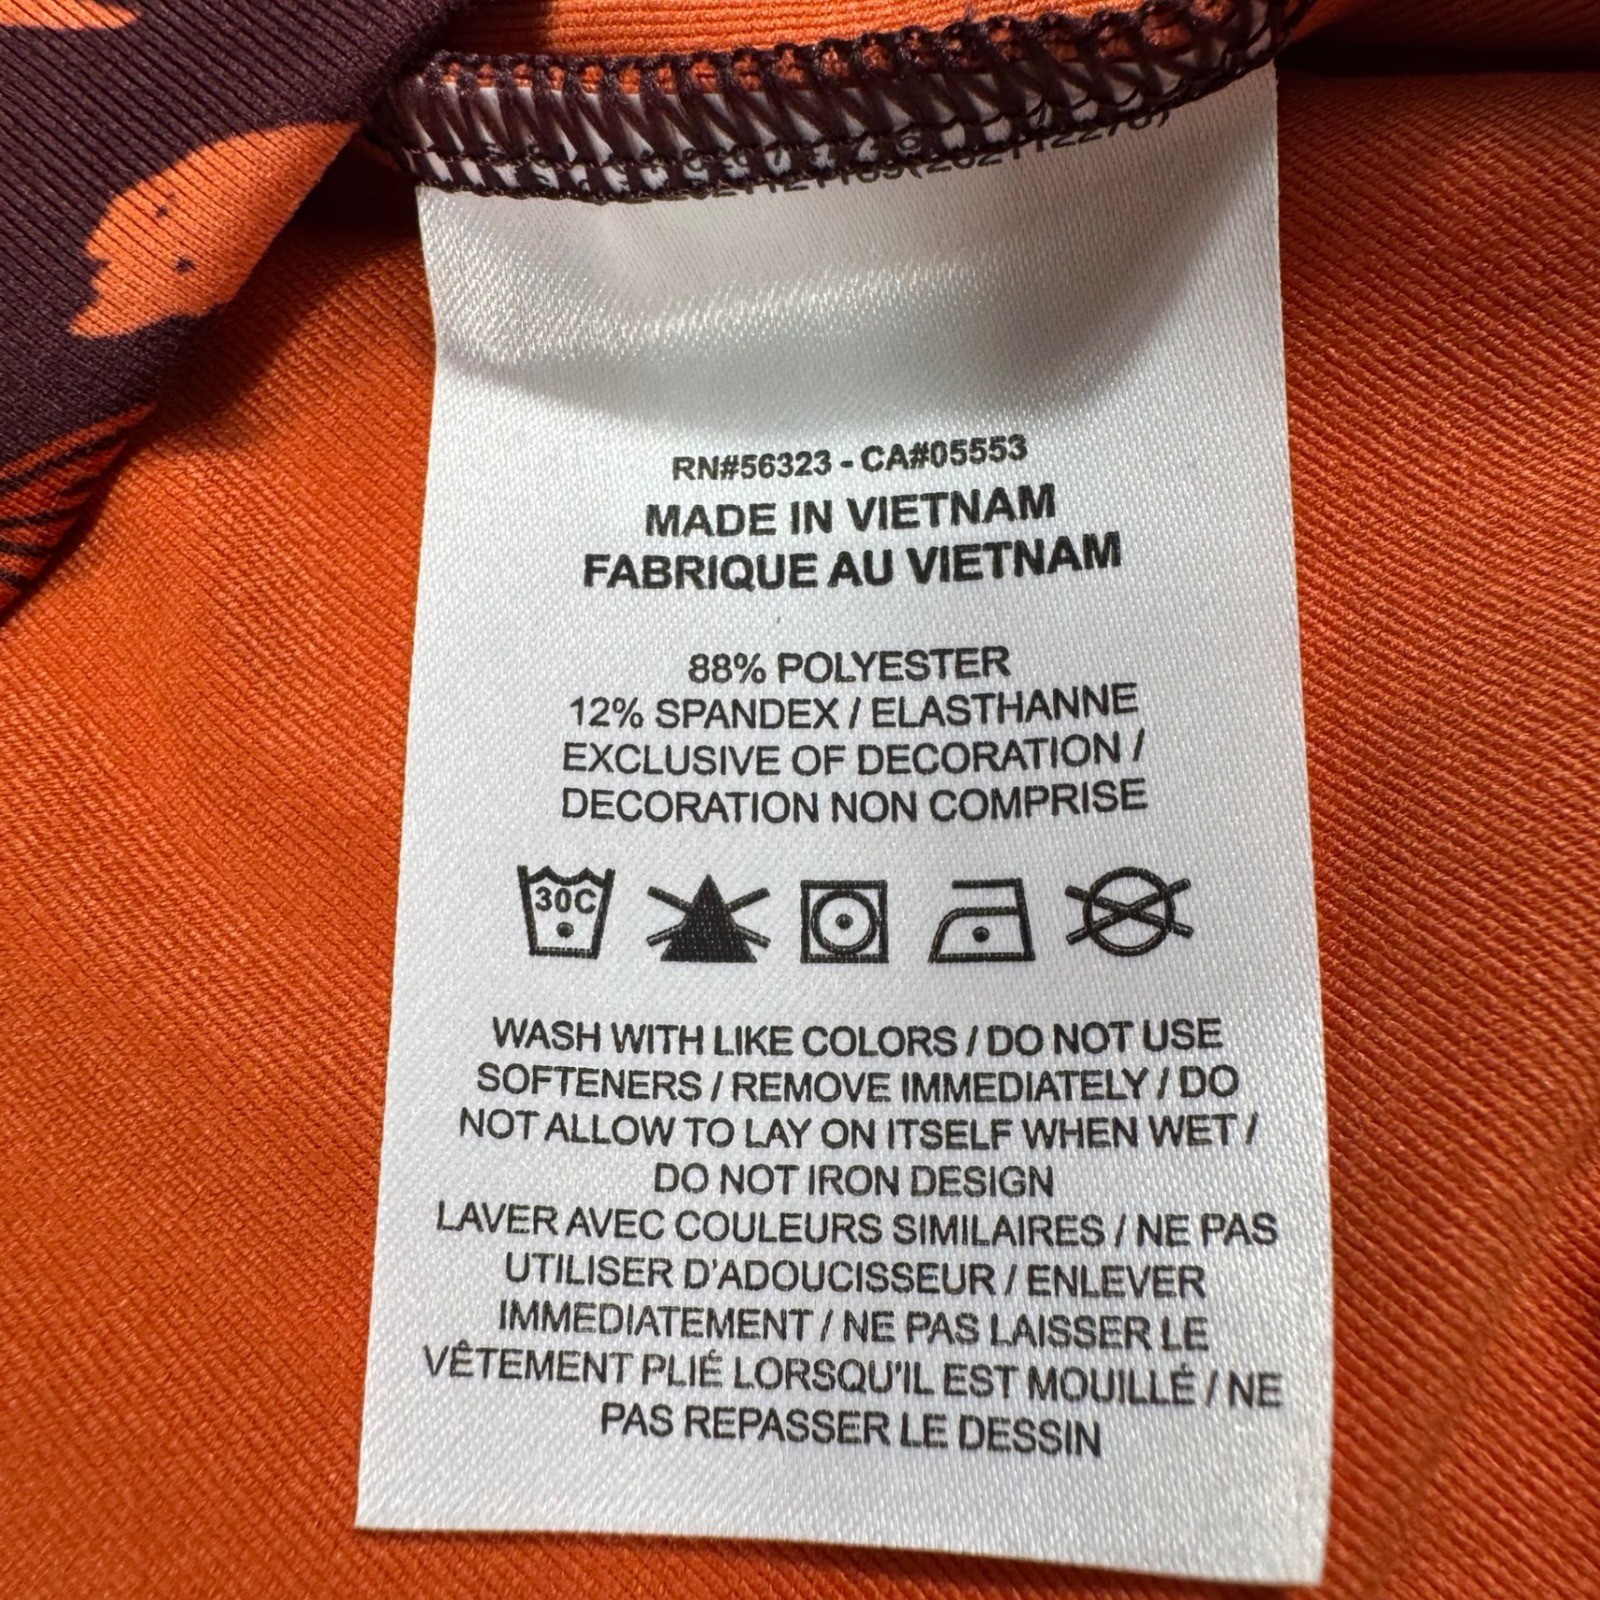 RN#56323 - CA#05553
MADE IN VIETNAM
FABRIQUE AU VIETNAM
88% POLYESTER
12% SPANDEX / ELASTHANNE
EXCLUSIVE OF DECORATION /
DECORATION NON COMPRISE
30C
WASH WITH LIKE COLORS / DO NOT USE
SOFTENERS / REMOVE IMMEDIATELY / DO
NOT ALLOW TO LAY ON ITSELF WHEN WET /
DO NOT IRON DESIGN
LAVER AVEC COULEURS SIMILAIRES / NE PAS
UTILISER D'ADOUCISSEUR / ENLEVER
IMMEDIATEMENT / NE PAS LAISSER LE
VÊTEMENT PLIÉ LORSQU'IL EST MOUILLÉ / NE
PAS REPASSER LE DESSIN